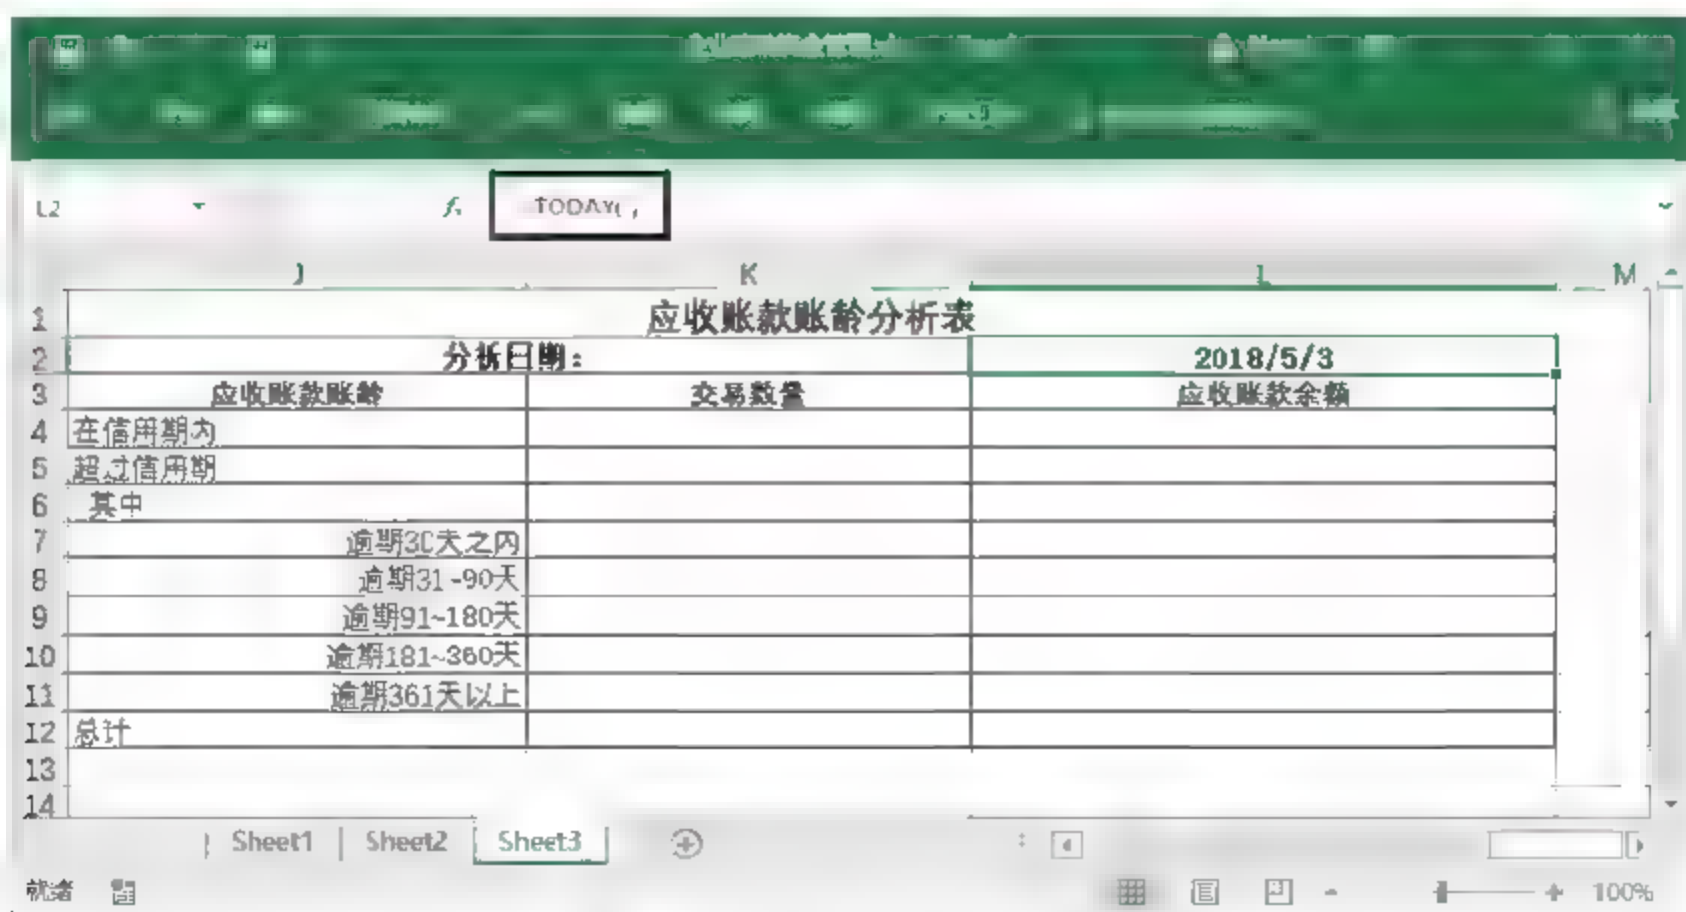 L2 TODAY(
J K L M
1 应收账款账龄分析表
2 分析日期： 2018/5/3
3 应收账款账龄 交易数量 应收账款余额
4 在信用期内
5 超过信用期
6 其中
7 逾期30天之内
8 逾期31~90天
9 逾期91~180天
10 逾期181~360天
11 逾期361天以上
12 总计
13
14
Sheet1 Sheet2 Sheet3
就绪 100%